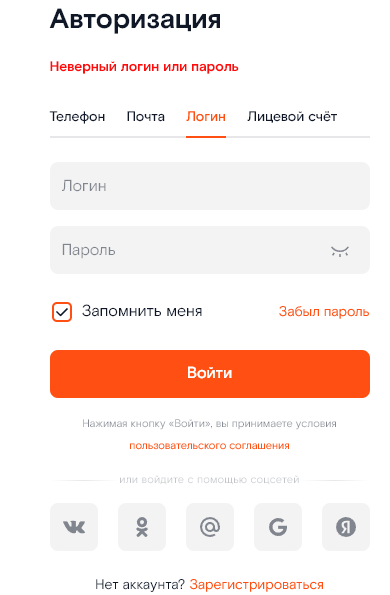 Авторизация
Неверный логин или пароль
Телефон Почта Логин Лицевой счёт
Логин
Пароль
Запомнить меня Забыл пароль
Войти
Нажимая кнопку «Войти», вы принимаете условия
пользовательского соглашения
или войдите с помощью соцсетей
Нет аккаунта? Зарегистрироваться